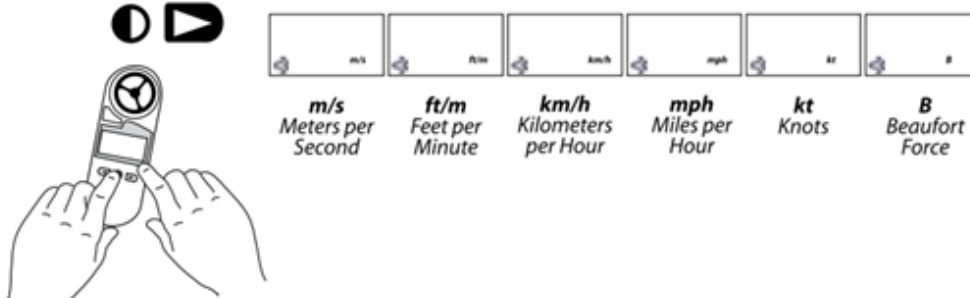 m/s ft/m km/h mph kt B
m/s ft/m km/h mph kt B
Meters per Feet per Kilometers Miles per Knots Beaufort
Second Minute per Hour Hour Force